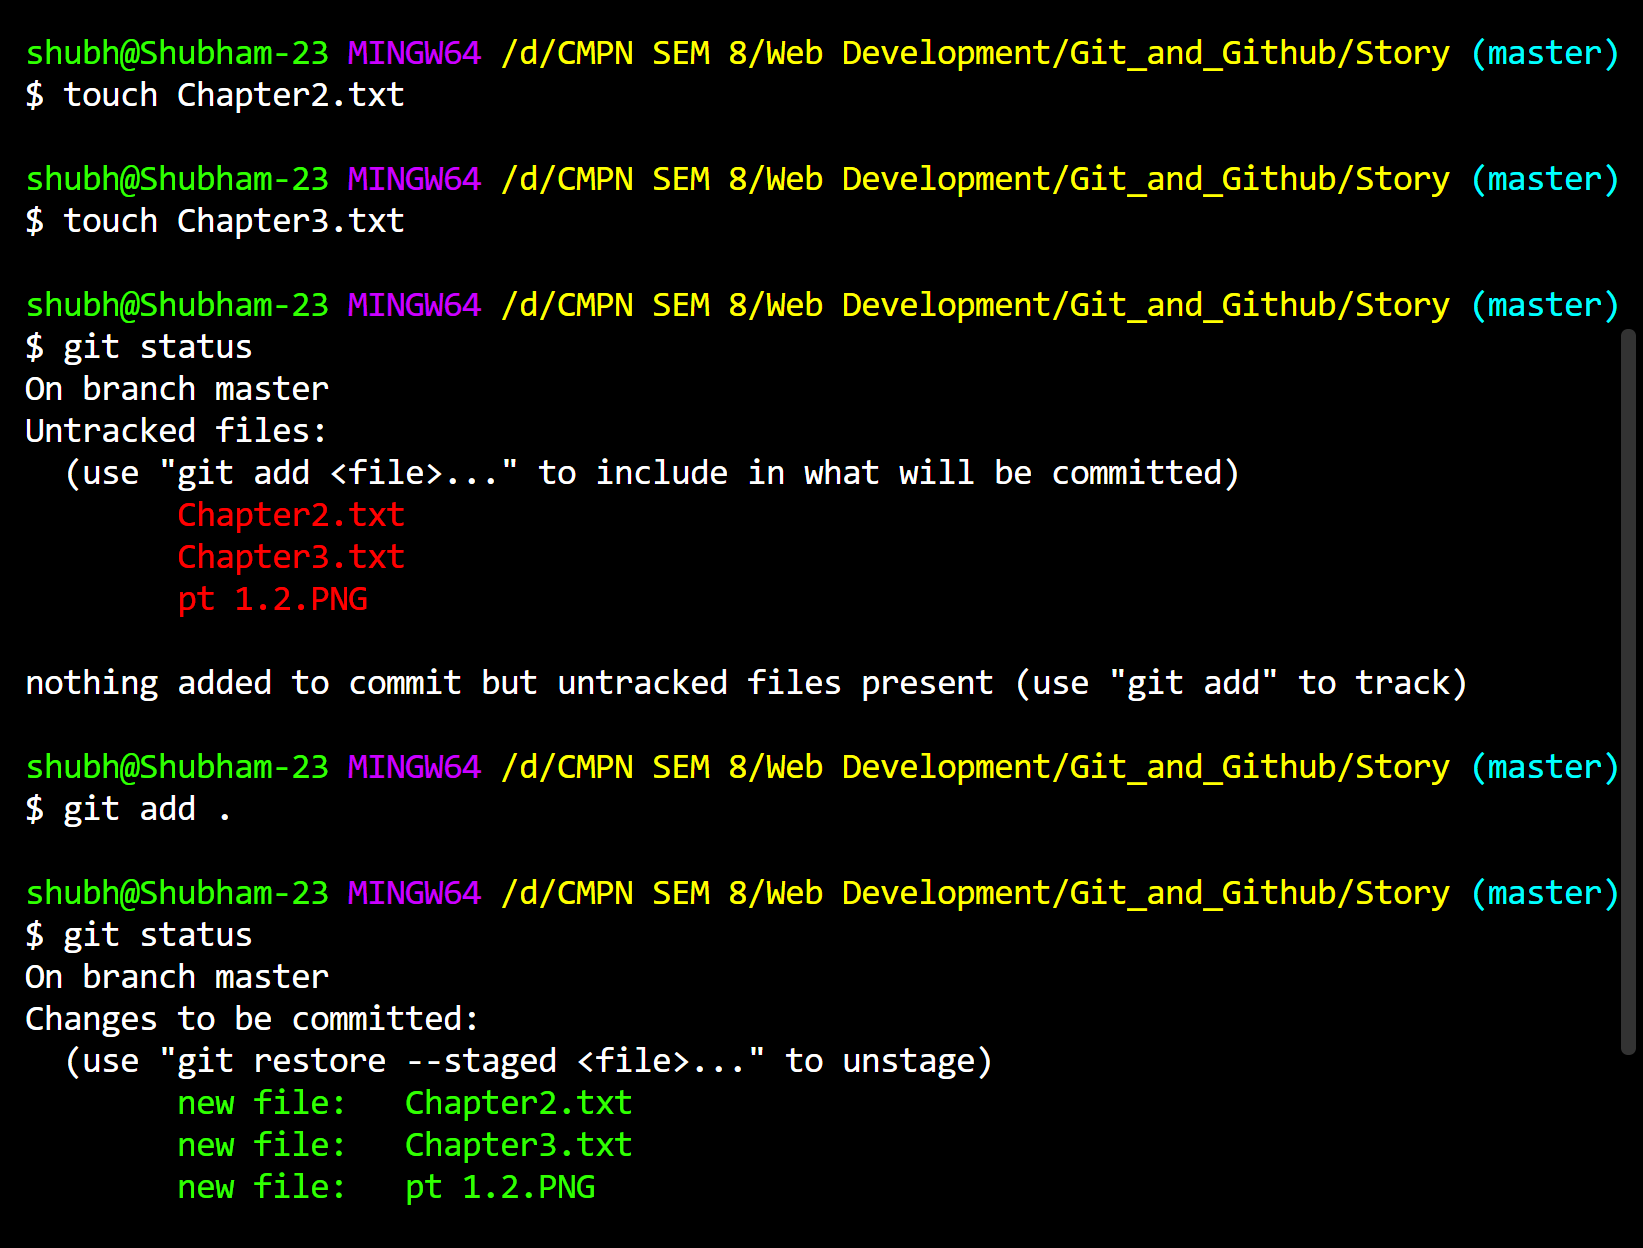 shubh@Shubham-23 MINGW64 /d/CMPN SEM 8/Web Development/Git_and_Github/Story (master)
$ touch Chapter2.txt
shubh@Shubham-23 MINGW64 /d/CMPN SEM 8/Web Development/Git_and_Github/Story (master)
$ touch Chapter3.txt
shubh@Shubham-23 MINGW64 /d/CMPN SEM 8/Web Development/Git_and_Github/Story (master)
$ git status
On branch master
Untracked files:
  (use "git add <file>..." to include in what will be committed)
        Chapter2.txt
        Chapter3.txt
        pt 1.2.PNG
nothing added to commit but untracked files present (use "git add" to track)
shubh@Shubham-23 MINGW64 /d/CMPN SEM 8/Web Development/Git_and_Github/Story (master)
$ git add .
shubh@Shubham-23 MINGW64 /d/CMPN SEM 8/Web Development/Git_and_Github/Story (master)
$ git status
On branch master
Changes to be committed:
  (use "git restore --staged <file>..." to unstage)
        new file:   Chapter2.txt
        new file:   Chapter3.txt
        new file:   pt 1.2.PNG